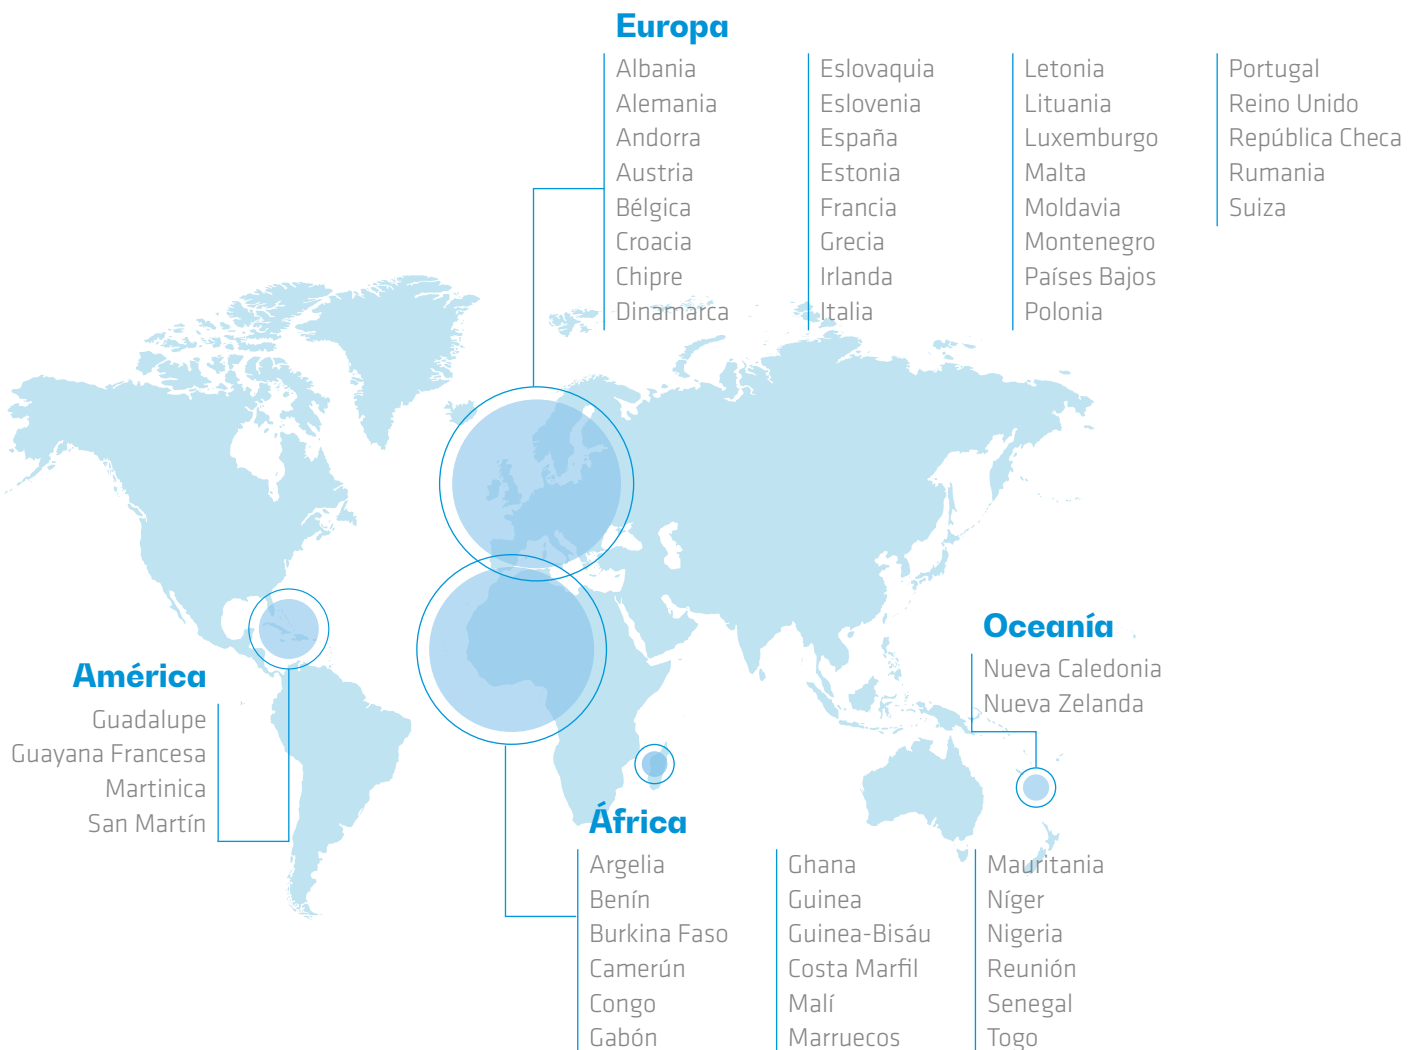 Europa
Albania
Alemania
Andorra
Austria
Bélgica
Croacia
Chipre
Dinamarca
Eslovaquia
Eslovenia
España
Estonia
Francia
Grecia
Irlanda
Italia
Letonia
Lituania
Luxemburgo
Malta
Moldavia
Montenegro
Países Bajos
Polonia
Portugal
Reino Unido
República Checa
Rumania
Suiza
América
Guadalupe
Guayana Francesa
Martinica
San Martín
Oceanía
Nueva Caledonia
Nueva Zelanda
África
Argelia
Benín
Burkina Faso
Camerún
Congo
Gabón
Ghana
Guinea
Guinea-Bisáu
Costa Marfil
Malí
Marruecos
Mauritania
Níger
Nigeria
Reunión
Senegal
Togo